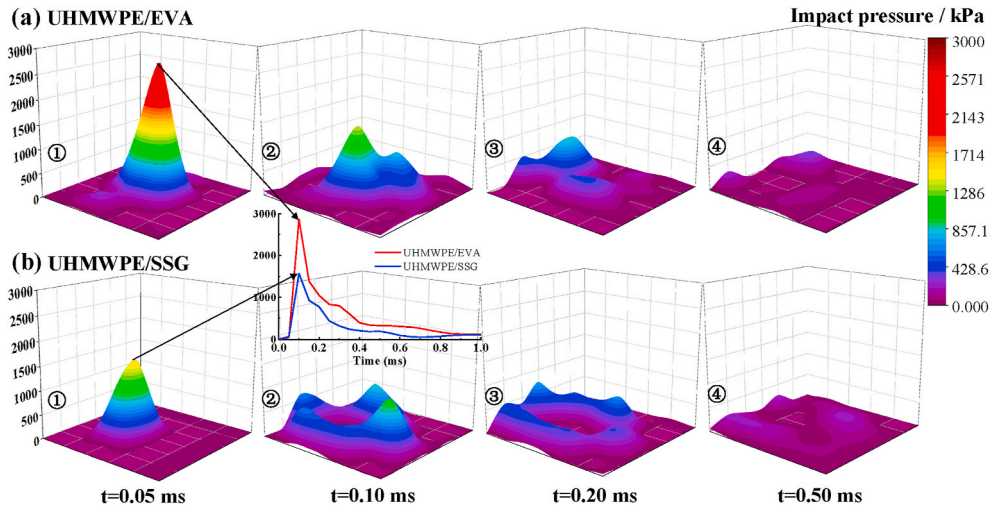 (a) UHMWPE/EVA
Impact pressure / kPa
3000
2500
2000
1500
1000
500
0
① ② ③ ④
3000
2571
2143
1714
1286
857.1
428.6
0.000
3000
2000
1000
0
UHMWPE/EVA
UHMWPE/SSG
0.0 0.2 0.4 0.6 0.8 1.0
Time (ms)
(b) UHMWPE/SSG
3000
2500
2000
1500
1000
500
0
① ② ③ ④
t=0.05 ms t=0.10 ms t=0.20 ms t=0.50 ms